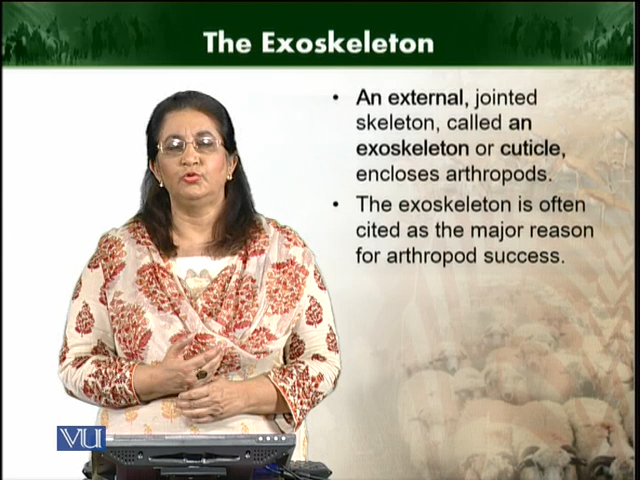 The Exoskeleton
• An external, jointed
skeleton, called an
exoskeleton or cuticle,
encloses arthropods.
• The exoskeleton is often
cited as the major reason
for arthropod success.
VU